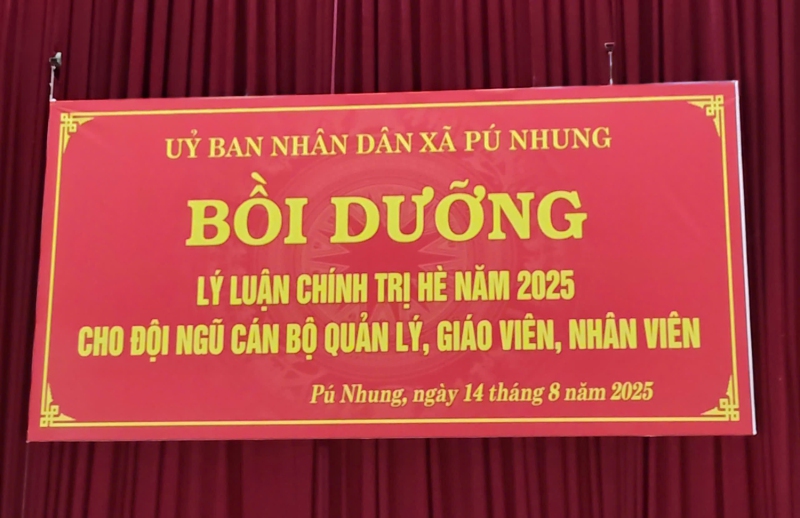 UỶ BAN NHÂN DÂN XÃ PÚ NHUNG
BỒI DƯỠNG
LÝ LUẬN CHÍNH TRỊ HÈ NĂM 2025
CHO ĐỘI NGŨ CÁN BỘ QUẢN LÝ, GIÁO VIÊN, NHÂN VIÊN
Pú Nhung, ngày 14 tháng 8 năm 2025